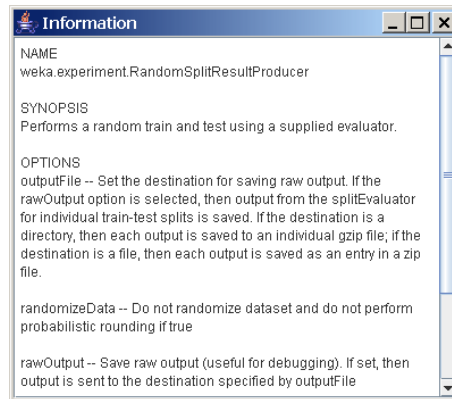 Information
NAME
weka.experiment.RandomSplitResultProducer
SYNOPSIS
Performs a random train and test using a supplied evaluator.
OPTIONS
outputFile -- Set the destination for saving raw output. If the
rawOutput option is selected, then output from the splitEvaluator
for individual train-test splits is saved. If the destination is a
directory, then each output is saved to an individual gzip file; if the
destination is a file, then each output is saved as an entry in a zip
file.
randomizeData -- Do not randomize dataset and do not perform
probabilistic rounding if true
rawOutput -- Save raw output (useful for debugging). If set, then
output is sent to the destination specified by outputFile